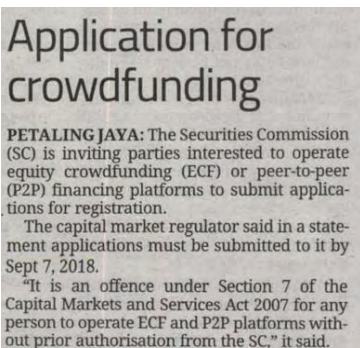 Application for
crowdfunding
PETALING JAYA: The Securities Commission
(SC) is inviting parties interested to operate
equity crowdfunding (ECF) or peer-to-peer
(P2P) financing platforms to submit applica-
tions for registration.
The capital market regulator said in a state-
ment applications must be submitted to it by
Sept 7, 2018.
"It is an offence under Section 7 of the
Capital Markets and Services Act 2007 for any
person to operate ECF and P2P platforms with-
out prior authorisation from the SC," it said.